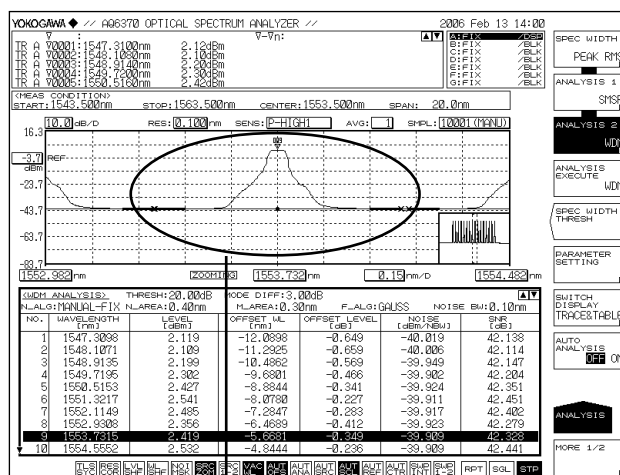 YOKOGAWA // AQ6370 OPTICAL SPECTRUM ANALYZER // 2006 Feb 13 14:00
∇ : ∇-∇n:
TR A ∇0001:1547.3100nm 2.12dBm
TR A ∇0002:1548.1080nm 2.10dBm
TR A ∇0003:1548.9140nm 2.20dBm
TR A ∇0004:1549.7200nm 2.30dBm
TR A ∇0005:1550.5160nm 2.42dBm
A:FIX /DSP
B:FIX /BLK
C:FIX /BLK
D:FIX /BLK
E:FIX /BLK
F:FIX /BLK
G:FIX /BLK
<MEAS CONDITION>
START:1543.500nm STOP:1563.500nm CENTER:1553.500nm SPAN: 20.0nm
10.0dB/D RES:0.100nm SENS:P-HIGH1 AVG: 1 SMPL:10001(MANU)
16.3
-3.7 REF
dBm
-23.7
-43.7
-63.7
-83.7
1552.982nm ZOOMING 1553.732nm 0.15nm/D 1554.482nm
<WDM ANALYSIS> THRESH:20.00dB MODE DIFF:3.00dB
N_ALG:MANUAL-FIX N_AREA:0.40nm M_AREA:0.30nm F_ALG:GAUSS NOISE BW:0.10nm
NO. WAVELENGTH LEVEL OFFSET WL OFFSET LEVEL NOISE SNR
[nm] [dBm] [nm] [dB] [dBm/NBW] [dB]
1 1547.3098 2.119 -12.0898 -0.649 -40.019 42.138
2 1548.1071 2.109 -11.2925 -0.659 -40.006 42.114
3 1548.9135 2.199 -10.4862 -0.569 -39.949 42.147
4 1549.7195 2.302 -9.6801 -0.466 -39.902 42.204
5 1550.5153 2.427 -8.8844 -0.341 -39.924 42.351
6 1551.3217 2.541 -8.0780 -0.227 -39.911 42.451
7 1552.1149 2.485 -7.2847 -0.283 -39.917 42.402
8 1552.9308 2.356 -6.4689 -0.412 -39.923 42.279
9 1553.7315 2.419 -5.6681 -0.349 -39.909 42.328
10 1554.5552 2.532 -4.8444 -0.236 -39.909 42.441
RPT SGL STP
SPEC WIDTH
PEAK RMS
ANALYSIS 1
SMSR
ANALYSIS 2
WDM
ANALYSIS
EXECUTE
WDM
SPEC WIDTH
THRESH
PARAMETER
SETTING
SWITCH
DISPLAY
TRACE&TABLE
AUTO
ANALYSIS
OFF ON
ANALYSIS
MORE 1/2